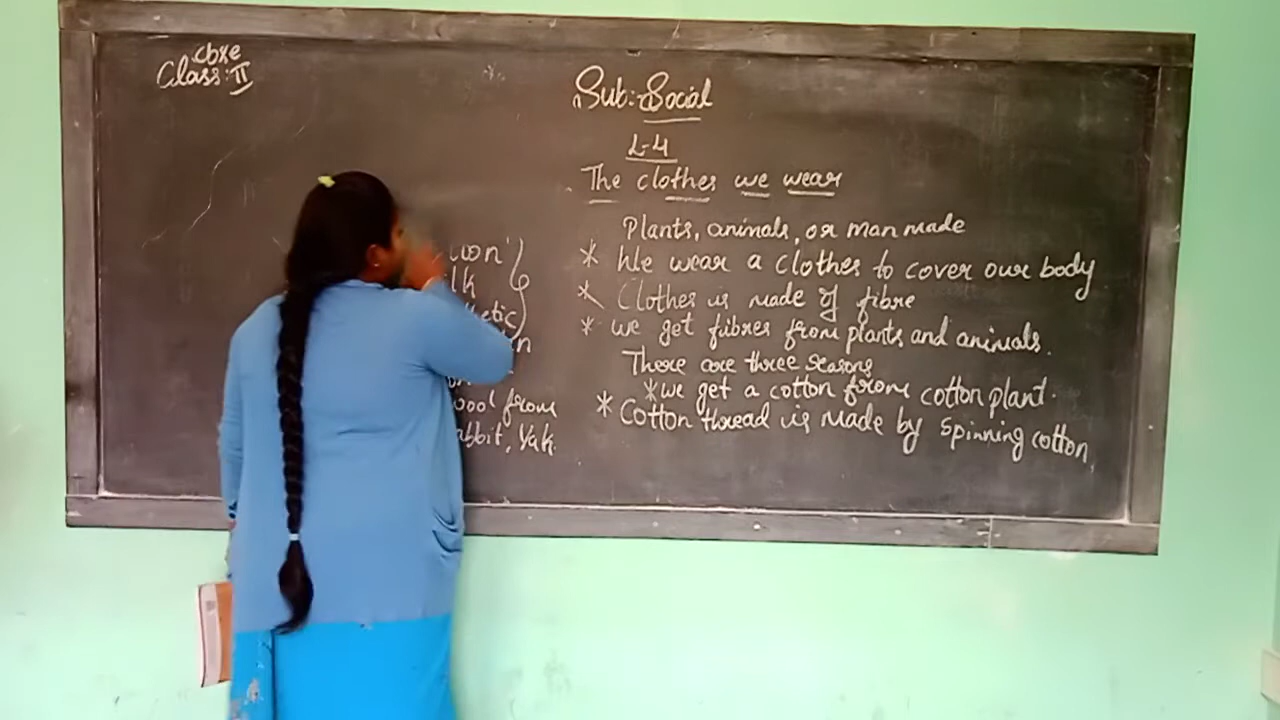 cbse
Class:- II
Sub:- Social
L-4
The clothes we wear
Plants, animals, or man made
* We wear a clothes to cover our body
* Clothes is made of fibre
* we get fibres from plants and animals.
There are three seasons
* we get a cotton from cotton plant.
* Cotton thread is made by spinning cotton
wool from
Yak.